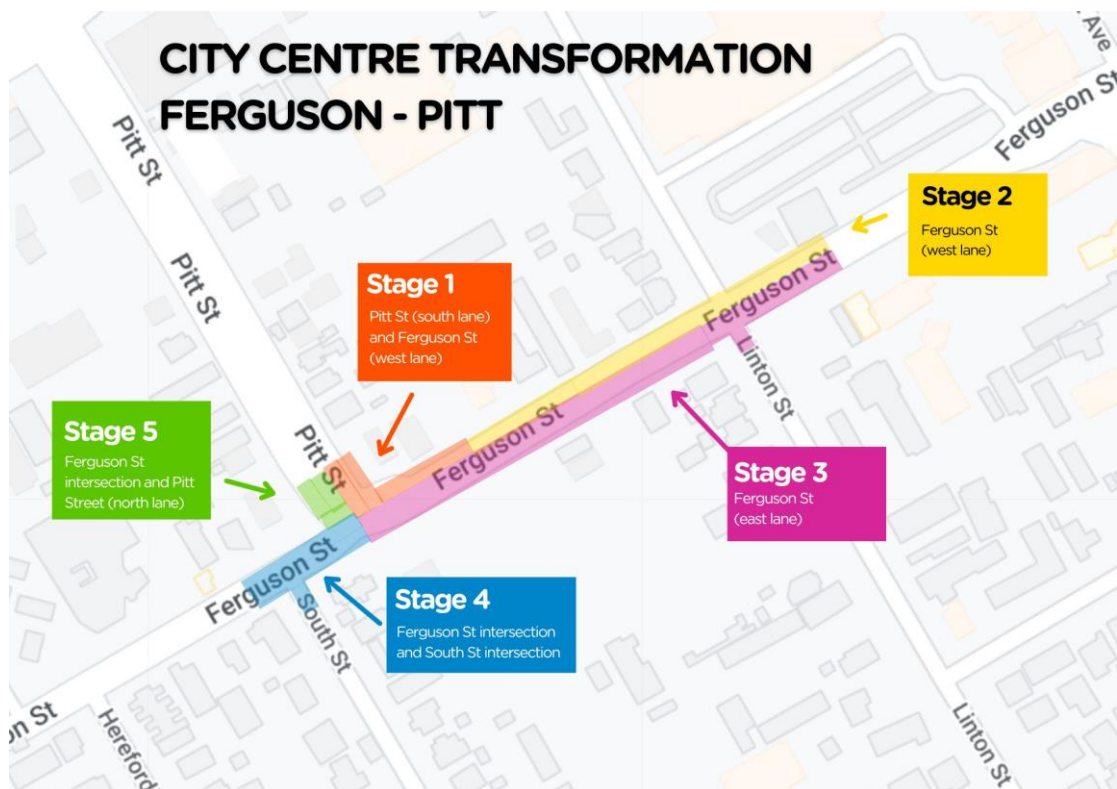 CITY CENTRE TRANSFORMATION
FERGUSON - PITT
Ave
Ferguson St
Pitt St
Stage 2
Ferguson St
(west lane)
Pitt St
Ferguson St
Stage 1
Pitt St (south lane)
and Ferguson St
(west lane)
Linton St
Stage 5
Ferguson St
intersection and Pitt
Street (north lane)
Pitt St
Ferguson St
Stage 3
Ferguson St
(east lane)
Ferguson St
Stage 4
Ferguson St intersection
and South St intersection
South St
on St
Hereford
Linton St